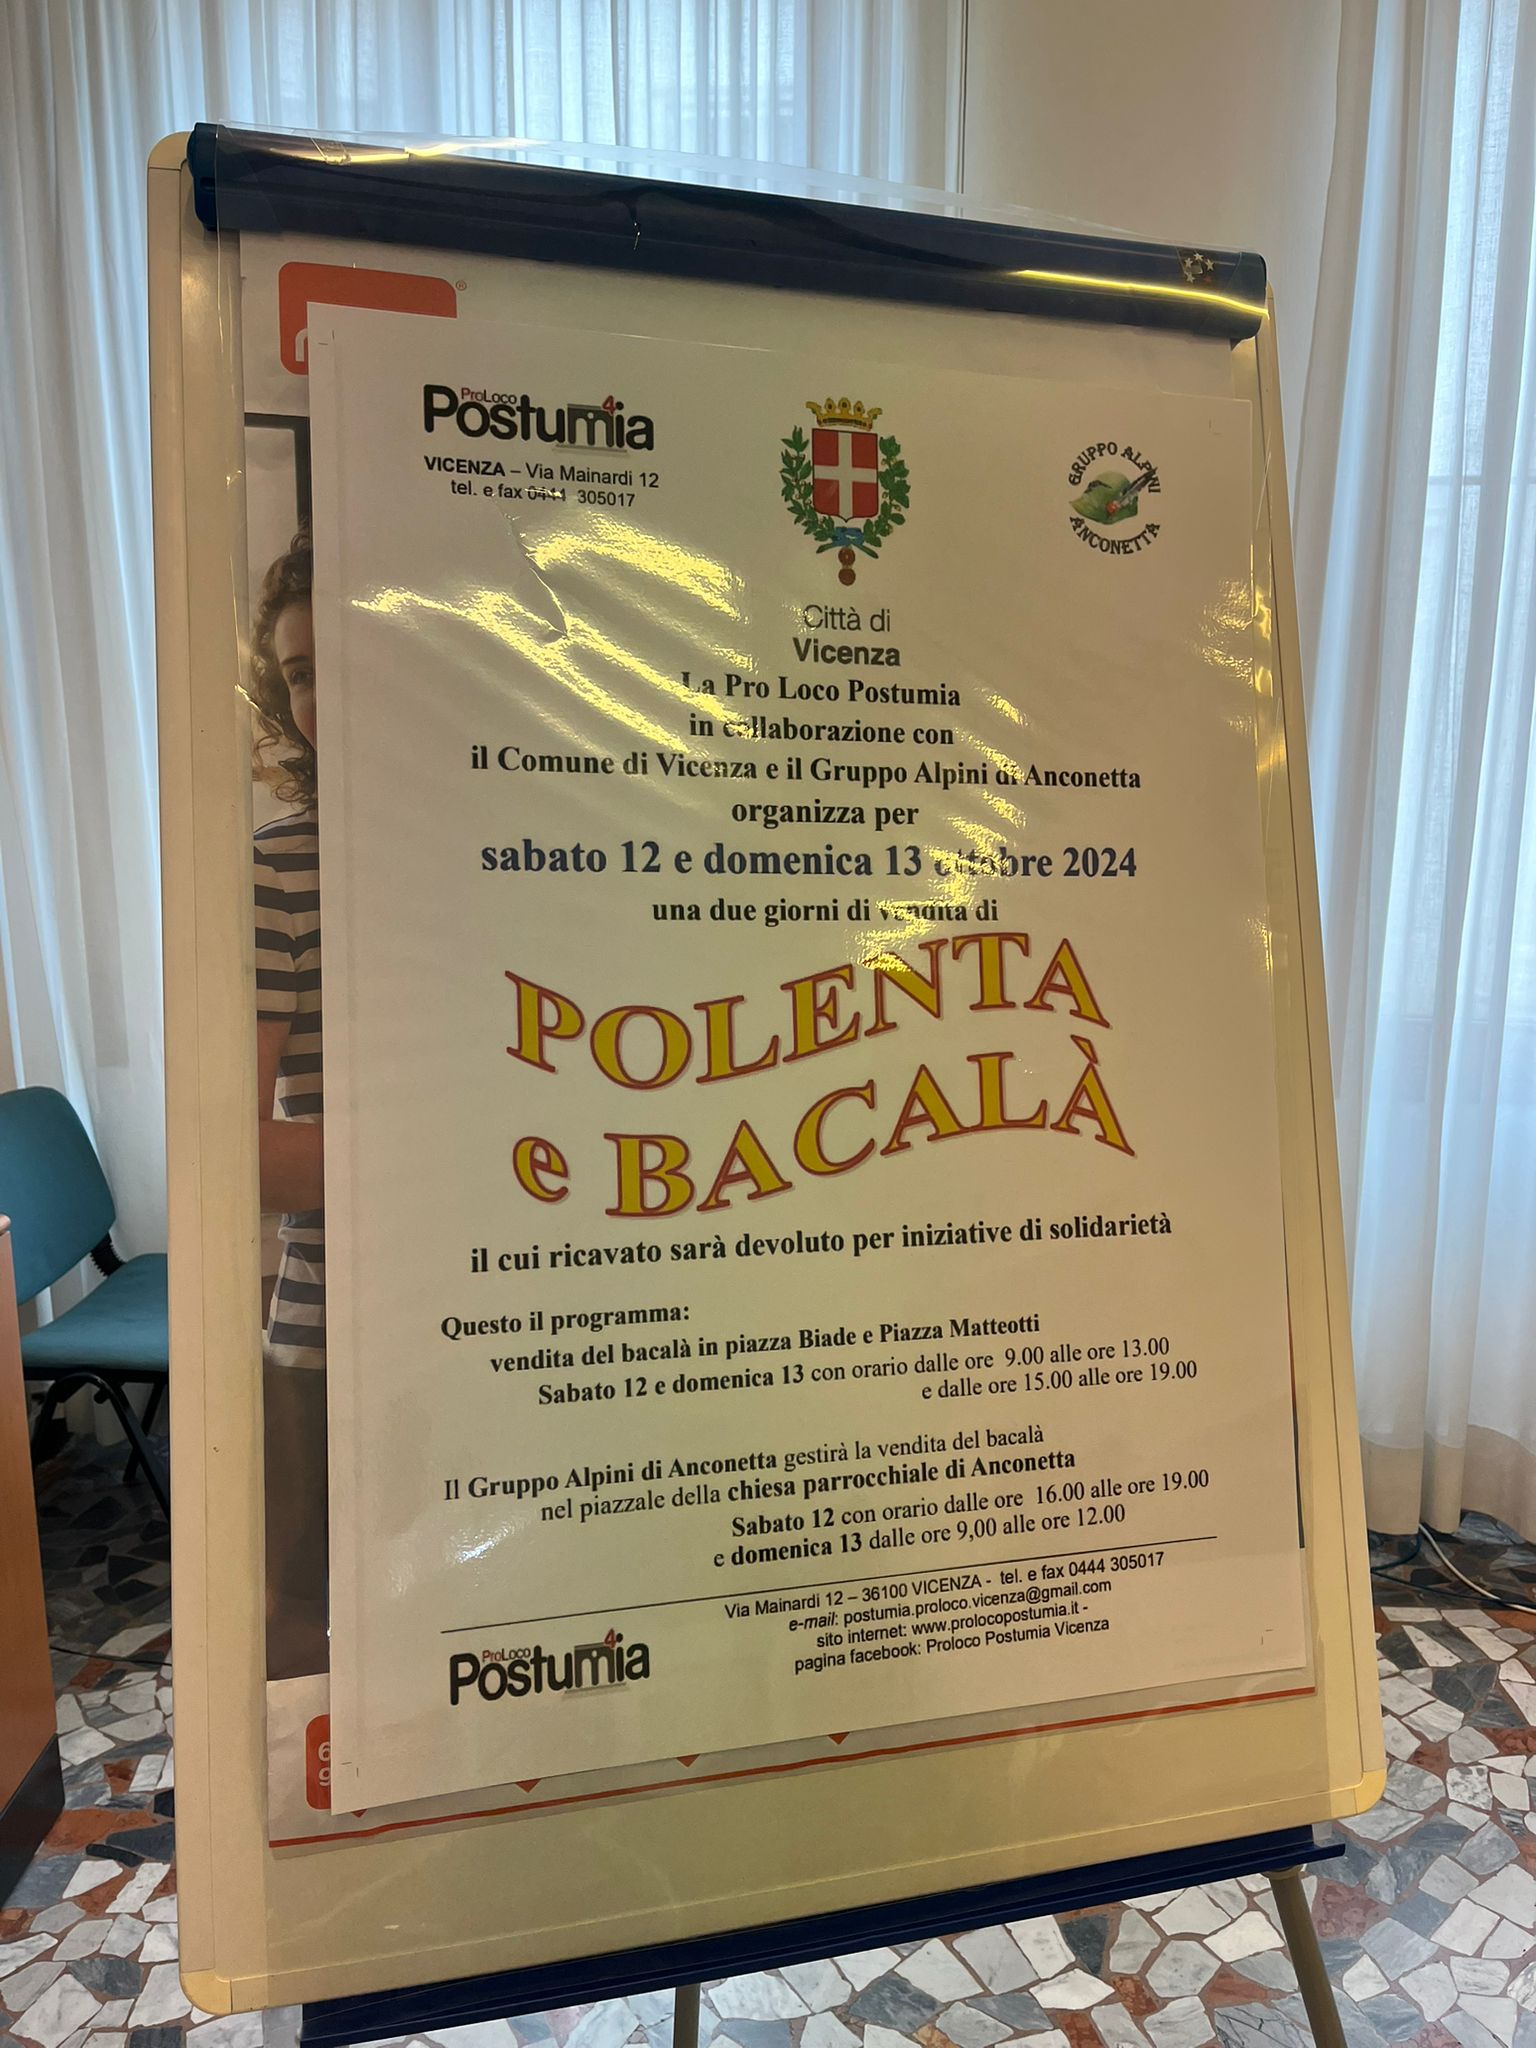 ProLoco
Postumia
4
VICENZA – Via Mainardi 12
tel. e fax 0444 305017
GRUPPO ALPINI
ANCONETTA
Città di
Vicenza
La Pro Loco Postumia
in collaborazione con
il Comune di Vicenza e il Gruppo Alpini di Anconetta
organizza per
sabato 12 e domenica 13 ottobre 2024
una due giorni di vendita di
POLENTA
e BACALÀ
il cui ricavato sarà devoluto per iniziative di solidarietà
Questo il programma:
vendita del bacalà in piazza Biade e Piazza Matteotti
Sabato 12 e domenica 13 con orario dalle ore 9.00 alle ore 13.00
e dalle ore 15.00 alle ore 19.00
Il Gruppo Alpini di Anconetta gestirà la vendita del bacalà
nel piazzale della chiesa parrocchiale di Anconetta
Sabato 12 con orario dalle ore 16.00 alle ore 19.00
e domenica 13 dalle ore 9,00 alle ore 12.00
Via Mainardi 12 – 36100 VICENZA - tel. e fax 0444 305017
e-mail: postumia.proloco.vicenza@gmail.com
sito internet: www.prolocopostumia.it -
pagina facebook: Proloco Postumia Vicenza
ProLoco
Postumia
4